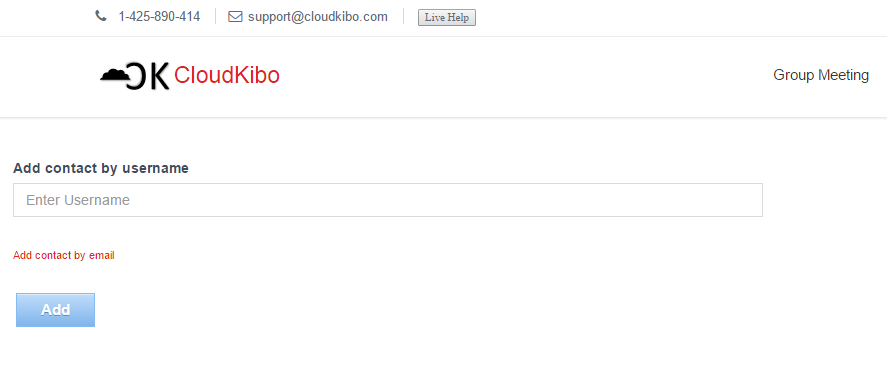 1-425-890-414 support@cloudkibo.com Live Help
CK CloudKibo Group Meeting
Add contact by username
Enter Username
Add contact by email
Add